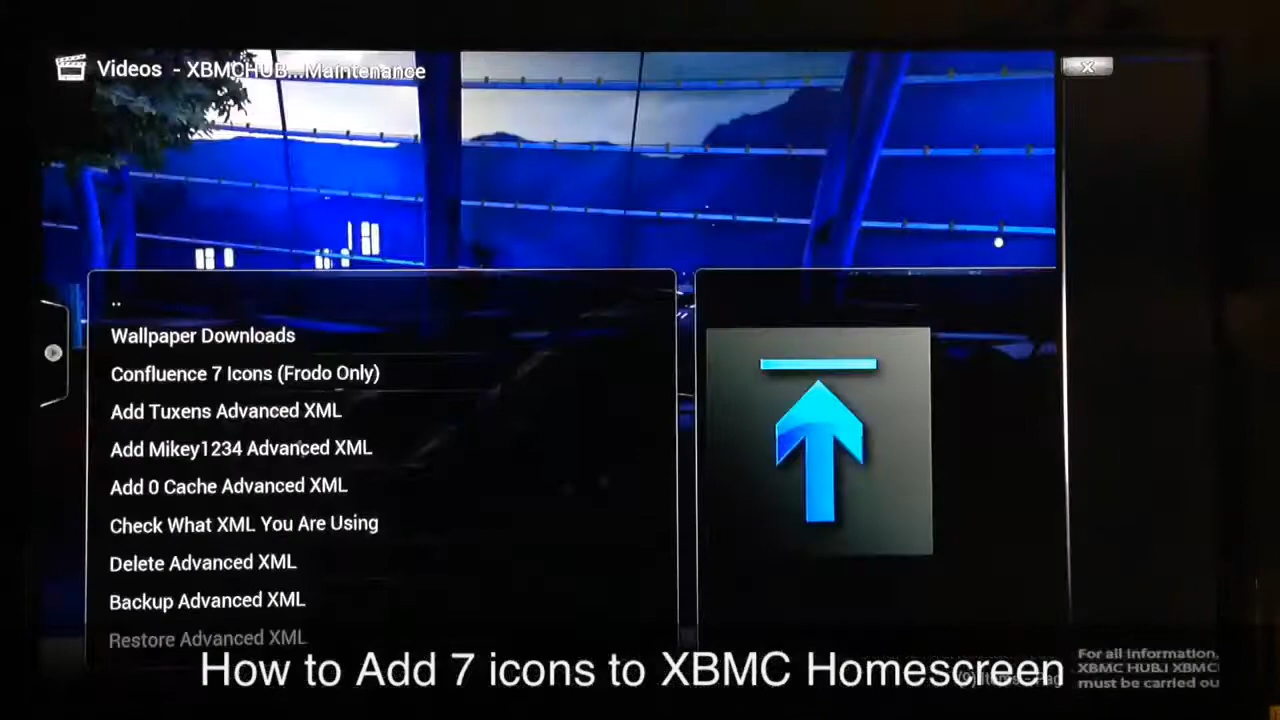 Videos - XBMCHUB...Maintenance
..
Wallpaper Downloads
Confluence 7 Icons (Frodo Only)
Add Tuxens Advanced XML
Add Mikey1234 Advanced XML
Add 0 Cache Advanced XML
Check What XML You Are Using
Delete Advanced XML
Backup Advanced XML
Restore Advanced XML
How to Add 7 icons to XBMC Homescreen
For all information,
XBMC HUB.
must be carried ou